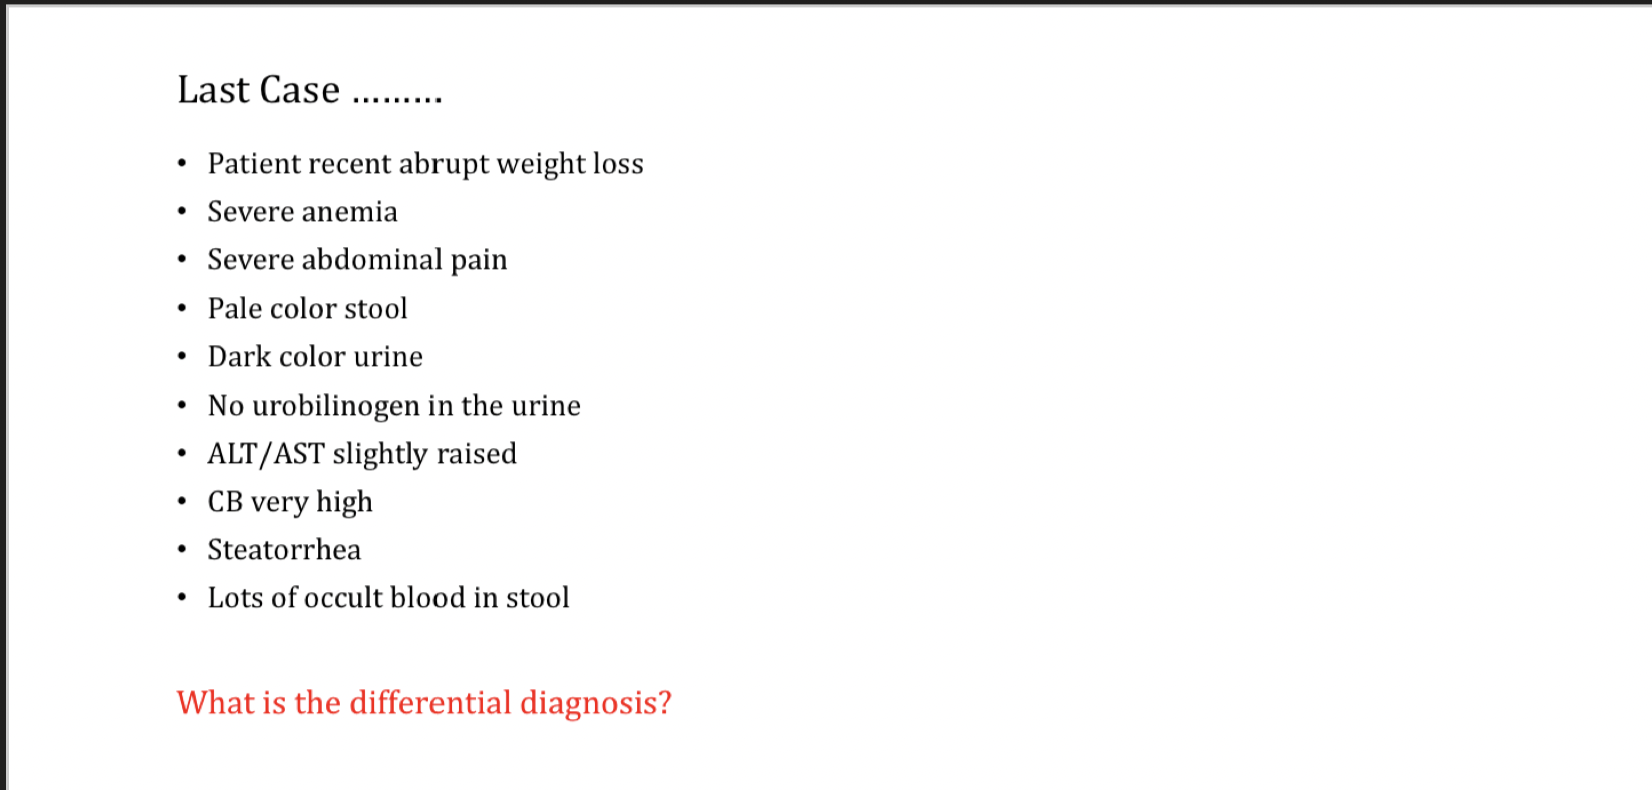 Last Case .........
• Patient recent abrupt weight loss
• Severe anemia
• Severe abdominal pain
• Pale color stool
• Dark color urine
• No urobilinogen in the urine
• ALT/AST slightly raised
• CB very high
• Steatorrhea
• Lots of occult blood in stool
What is the differential diagnosis?